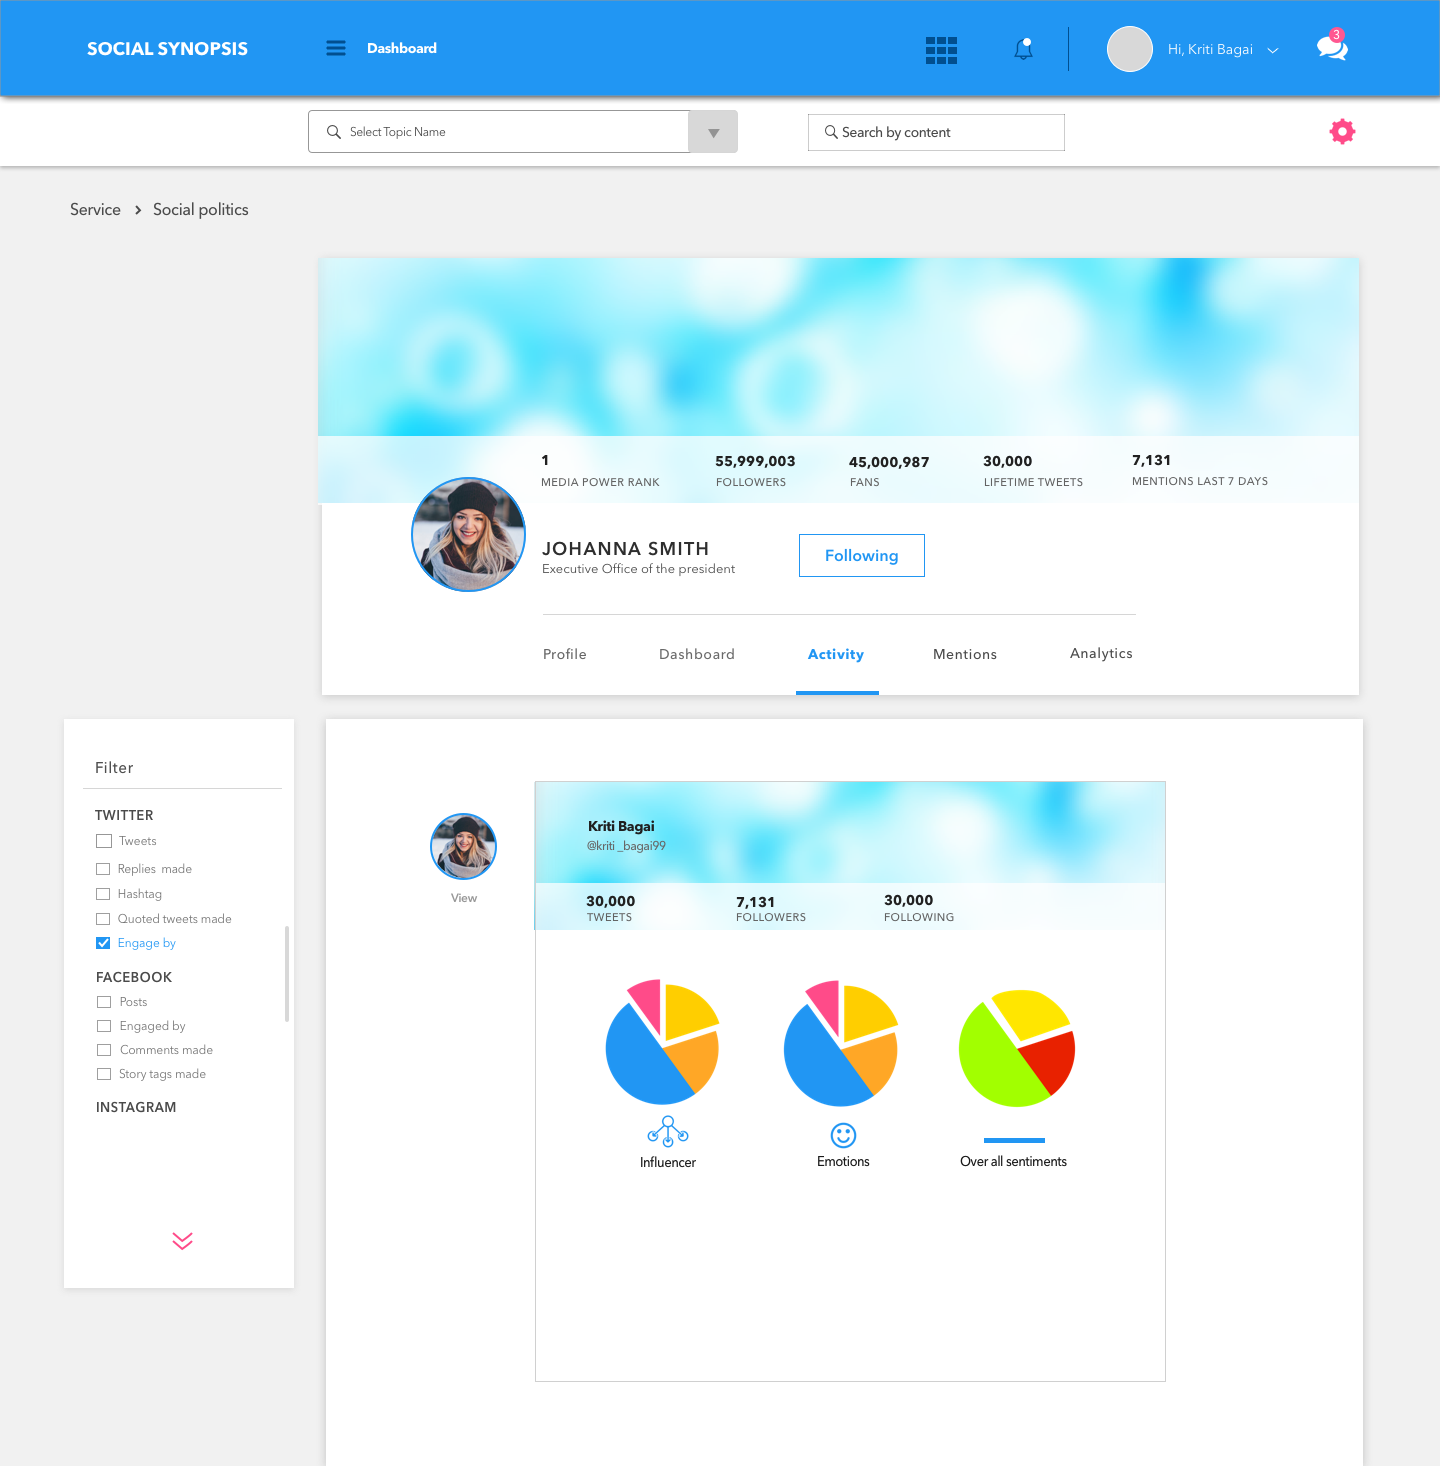 SOCIAL SYNOPSIS
Dashboard
Hi, Kriti Bagai
3
Select Topic Name
Search by content
Service > Social politics
1
MEDIA POWER RANK
55,999,003
FOLLOWERS
45,000,987
FANS
30,000
LIFETIME TWEETS
7,131
MENTIONS LAST 7 DAYS
JOHANNA SMITH
Executive Office of the president
Following
Profile
Dashboard
Activity
Mentions
Analytics
Filter
TWITTER
Tweets
Replies made
Hashtag
Quoted tweets made
Engage by
FACEBOOK
Posts
Engaged by
Comments made
Story tags made
INSTAGRAM
View
Kriti Bagai
@kriti _bagai99
30,000
TWEETS
7,131
FOLLOWERS
30,000
FOLLOWING
Influencer
Emotions
Over all sentiments